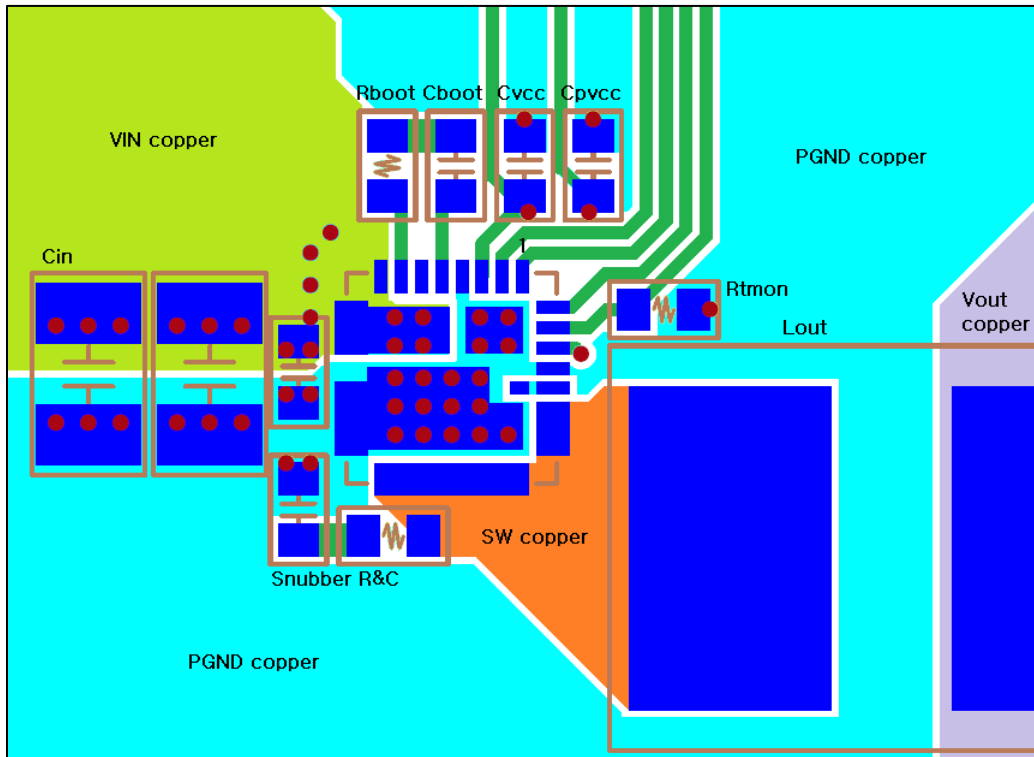 Rboot Cboot Cvcc Cpvcc
VIN copper
PGND copper
1
Cin
Rtmon
Vout
copper
Lout
SW copper
Snubber R&C
PGND copper